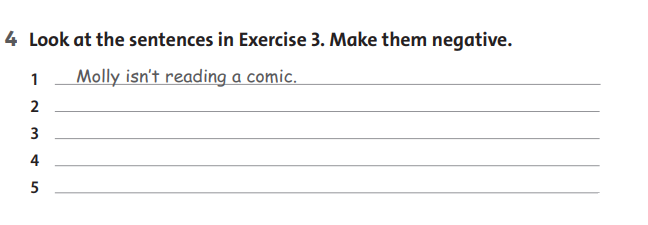 4 Look at the sentences in Exercise 3. Make them negative.
1 Molly isn't reading a comic.
2
3
4
5